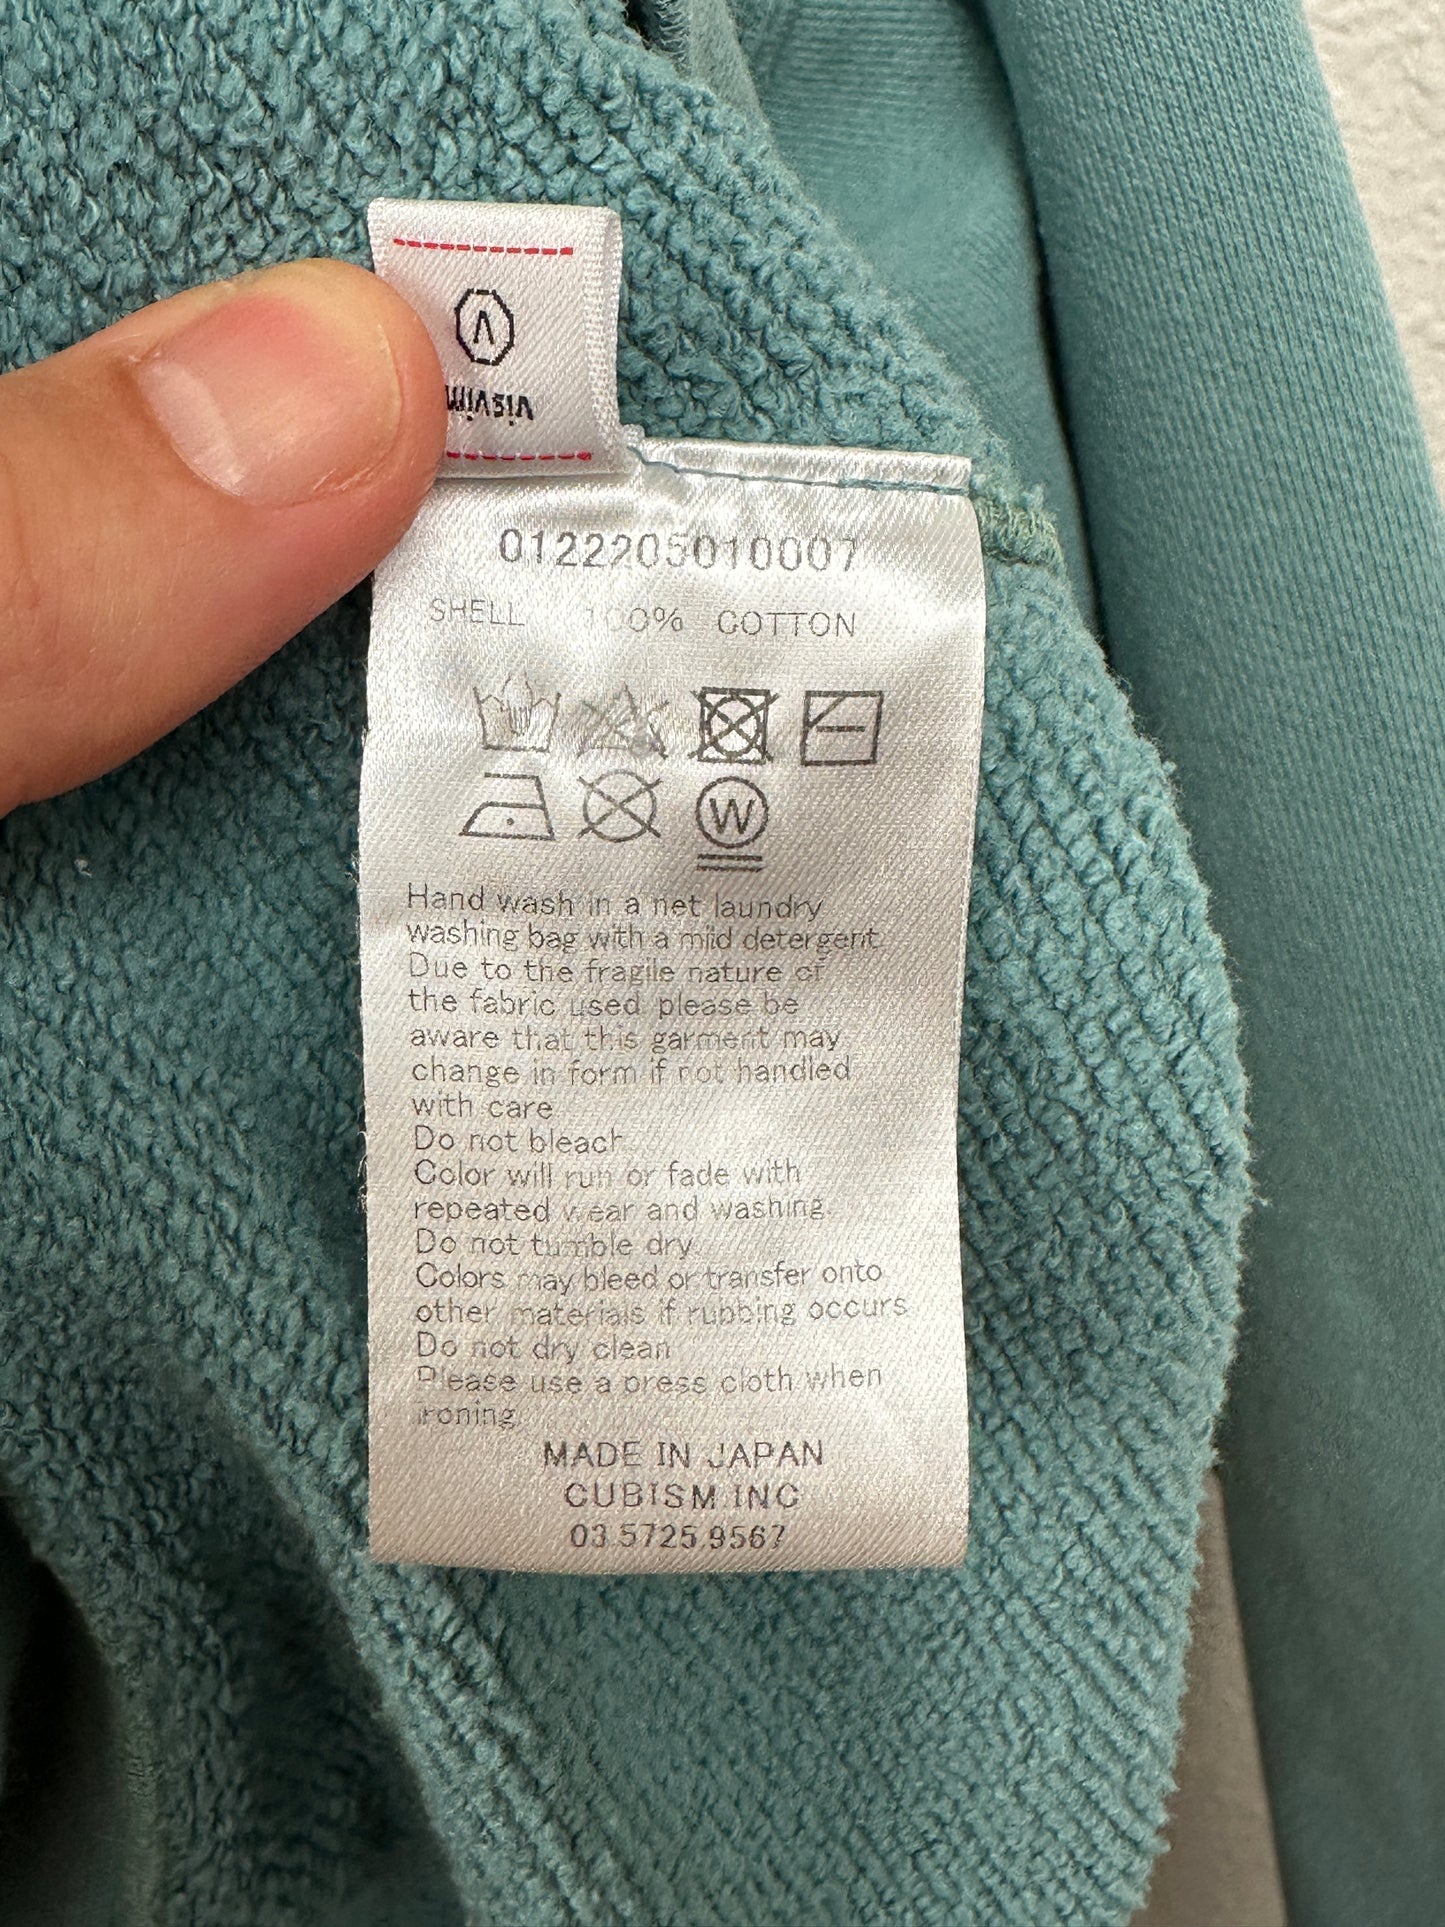 V
visvim
0122205010007
SHELL 100% COTTON
W
Hand wash in a net laundry
washing bag with a mild detergent.
Due to the fragile nature of
the fabric used, please be
aware that this garment may
change in form if not handled
with care
Do not bleach
Color will run or fade with
repeated wear and washing.
Do not tumble dry.
Colors may bleed or transfer onto
other materials if rubbing occurs
Do not dry clean
Please use a press cloth when
ironing.
MADE IN JAPAN
CUBISM INC
03.5725.9567